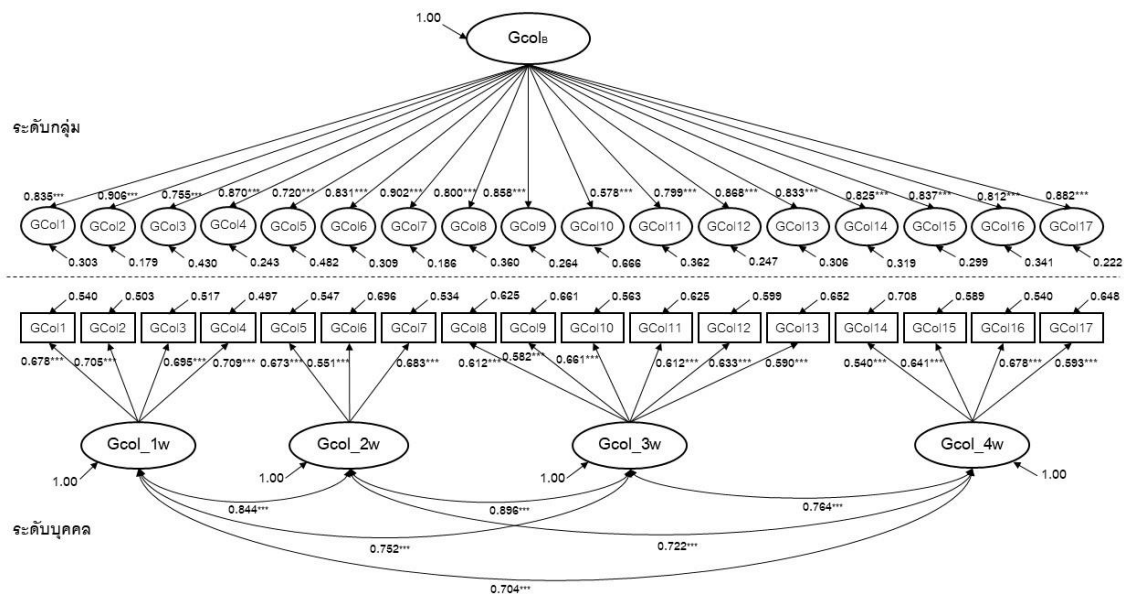 1.00
GcolB
ระดับกลุ่ม
0.835*** 0.906*** 0.755*** 0.870*** 0.720*** 0.831*** 0.902*** 0.800*** 0.858*** 0.578*** 0.799*** 0.868*** 0.833*** 0.825*** 0.837*** 0.812*** 0.882***
GCol1 GCol2 GCol3 GCol4 GCol5 GCol6 GCol7 GCol8 GCol9 GCol10 GCol11 GCol12 GCol13 GCol14 GCol15 GCol16 GCol17
0.303 0.179 0.430 0.243 0.482 0.309 0.186 0.360 0.264 0.666 0.362 0.247 0.306 0.319 0.299 0.341 0.222
0.540 0.503 0.517 0.497 0.547 0.696 0.534 0.625 0.661 0.563 0.625 0.599 0.652 0.708 0.589 0.540 0.648
GCol1 GCol2 GCol3 GCol4 GCol5 GCol6 GCol7 GCol8 GCol9 GCol10 GCol11 GCol12 GCol13 GCol14 GCol15 GCol16 GCol17
0.678*** 0.705*** 0.695*** 0.709*** 0.673*** 0.551*** 0.683*** 0.612*** 0.582*** 0.661*** 0.612*** 0.633*** 0.590*** 0.540*** 0.641*** 0.678*** 0.593***
Gcol_1w Gcol_2w Gcol_3w Gcol_4w
1.00 1.00 1.00 1.00
0.844*** 0.896*** 0.764***
ระดับบุคคล
0.752*** 0.722***
0.704***